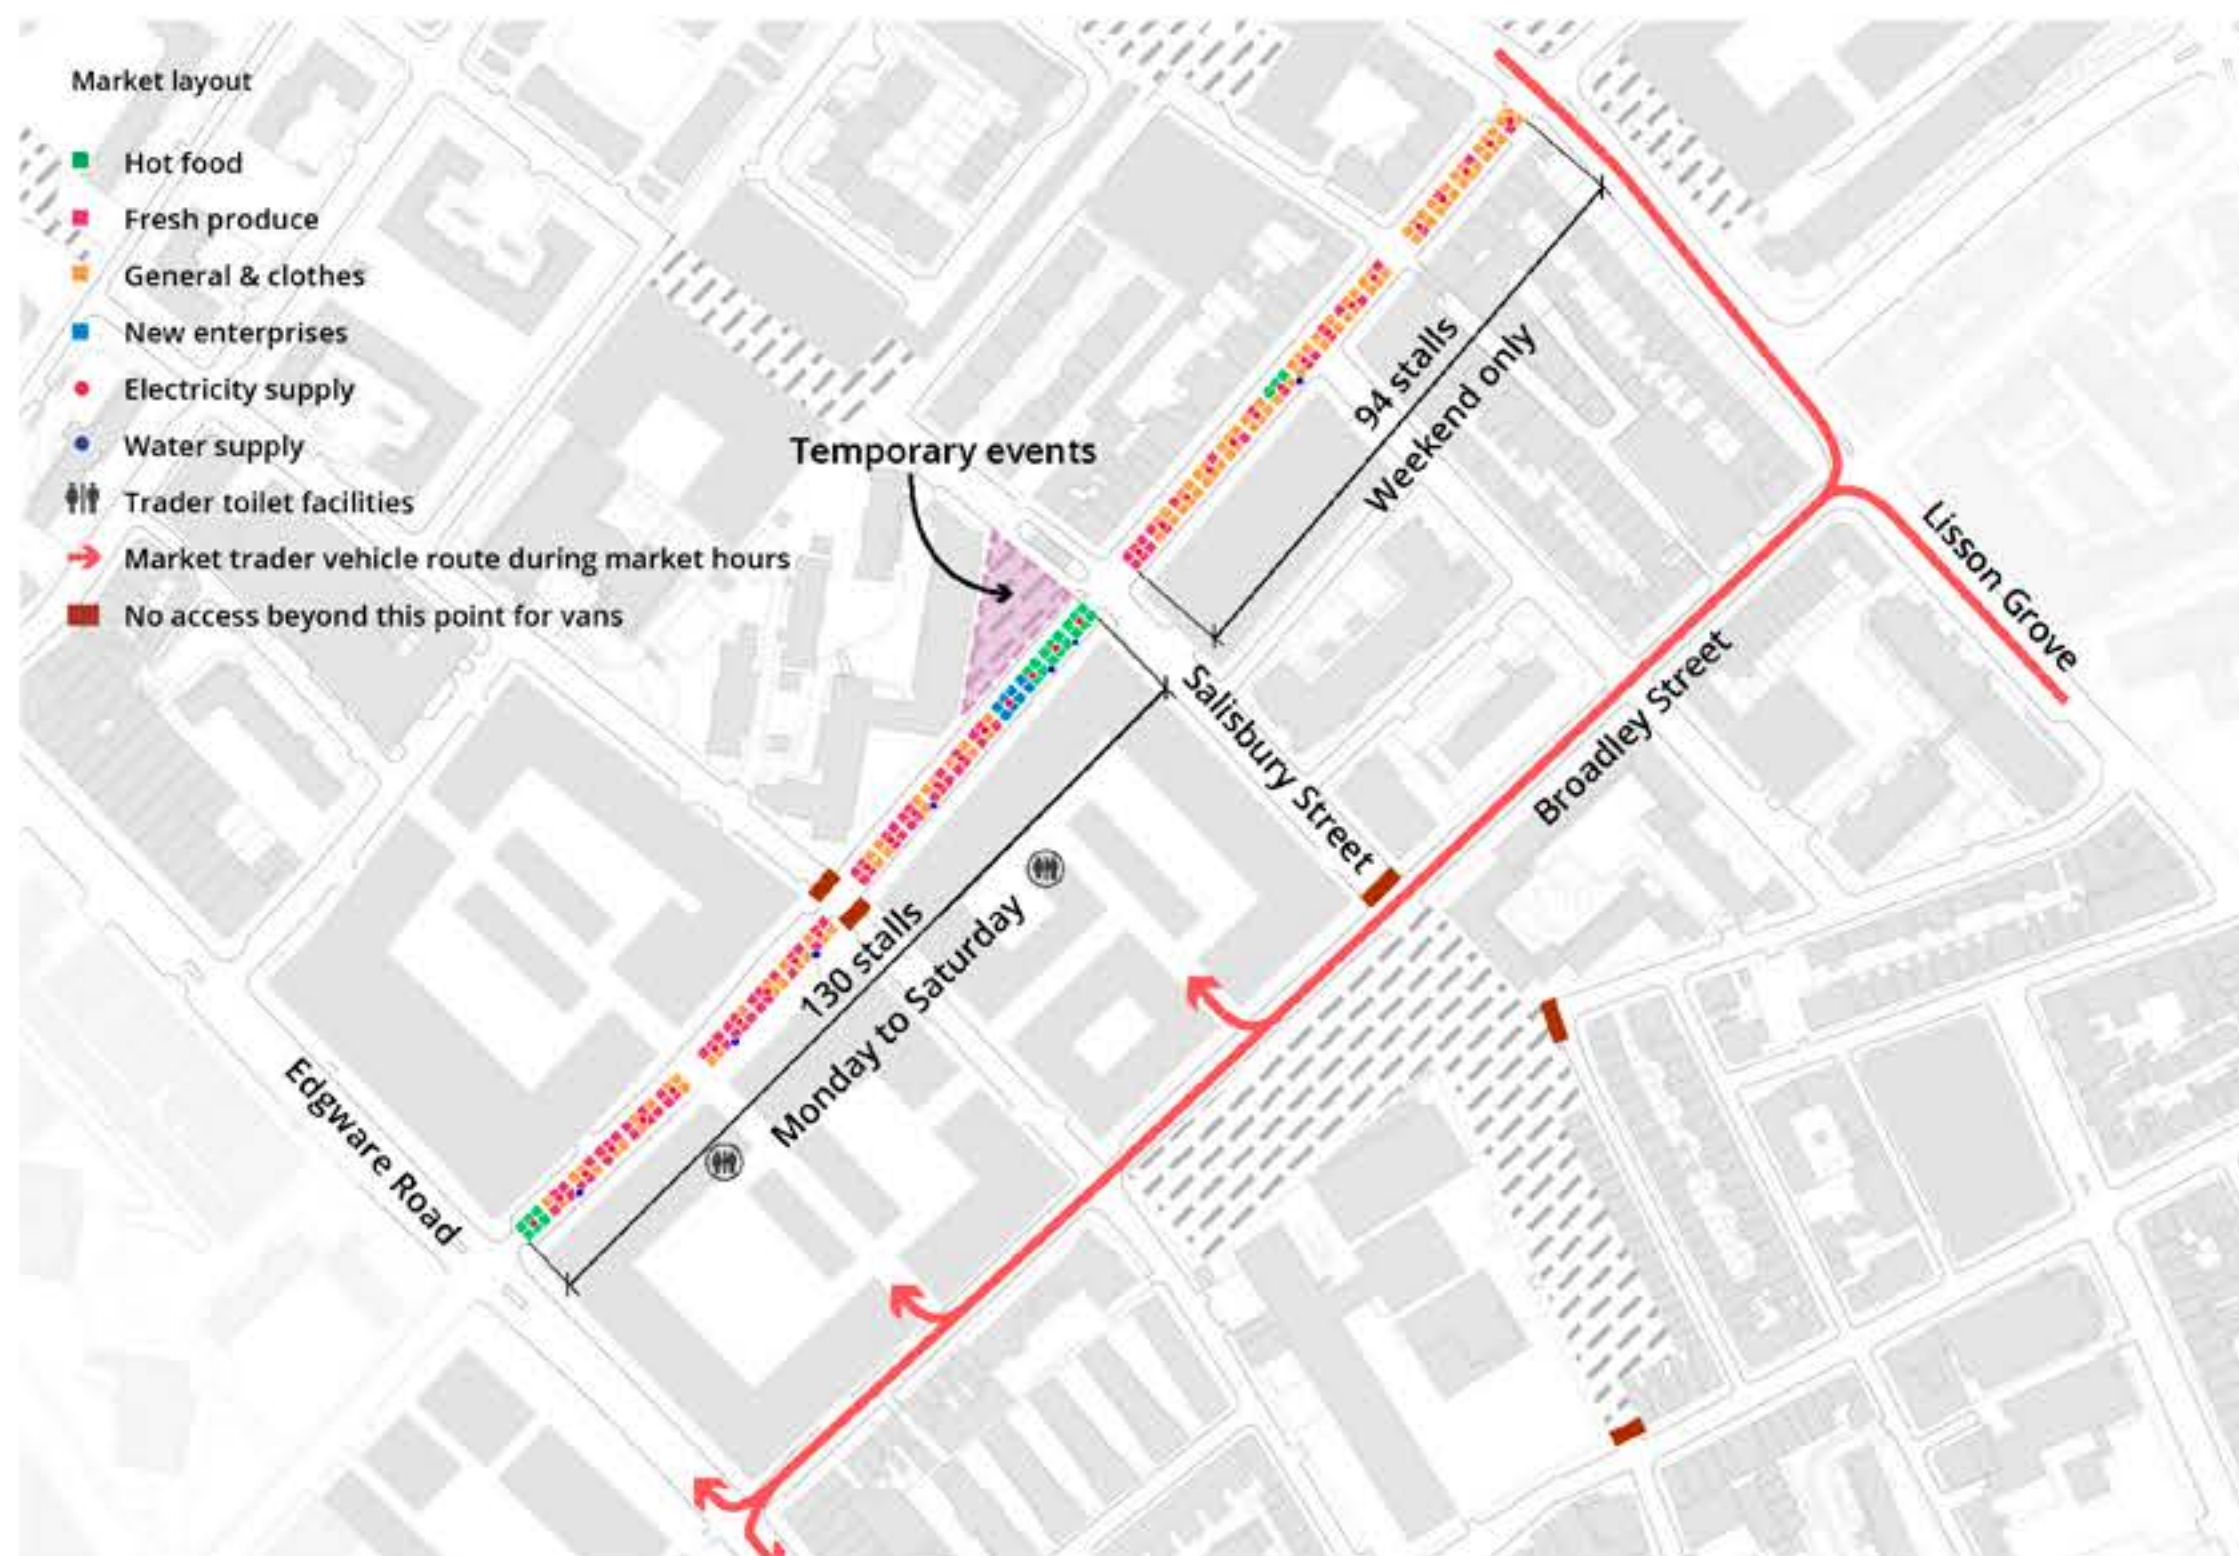 Market layout
Hot food
Fresh produce
General & clothes
New enterprises
Electricity supply
Water supply
Trader toilet facilities
Market trader vehicle route during market hours
No access beyond this point for vans
Temporary events
94 stalls
Weekend only
Lisson Grove
Salisbury Street
Broadley Street
130 stalls
Monday to Saturday
Edgware Road